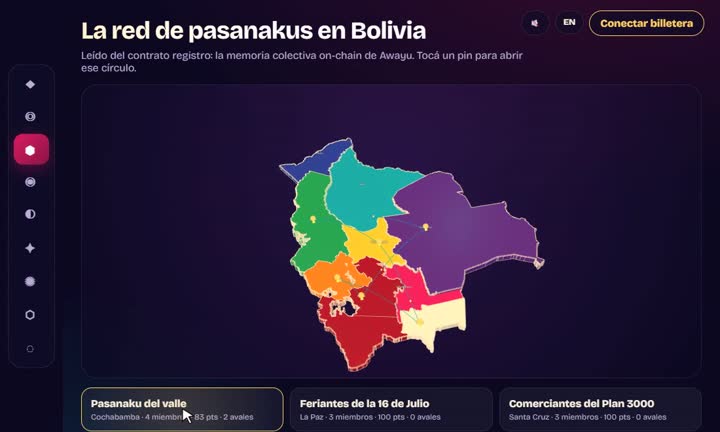 La red de pasanakus en Bolivia
EN
Conectar billetera
Leído del contrato registro: la memoria colectiva on-chain de Awayu. Tocá un pin para abrir
ese círculo.
Pasanaku del valle
Cochabamba · 4 miembros 83 pts · 2 avales
Feriantes de la 16 de Julio
La Paz · 3 miembros · 100 pts · 0 avales
Comerciantes del Plan 3000
Santa Cruz · 3 miembros · 100 pts · 0 avales